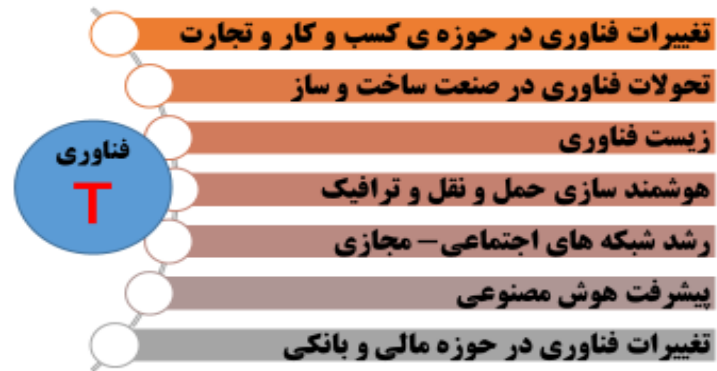 تغییرات فناوری در حوزه ی کسب و کار و تجارت
تحولات فناوری در صنعت ساخت و ساز
زیست فناوری
هوشمند سازی حمل و نقل و ترافیک
رشد شبکه های اجتماعی– مجازی
پیشرفت هوش مصنوعی
تغییرات فناوری در حوزه مالی و بانکی
فناوری
T